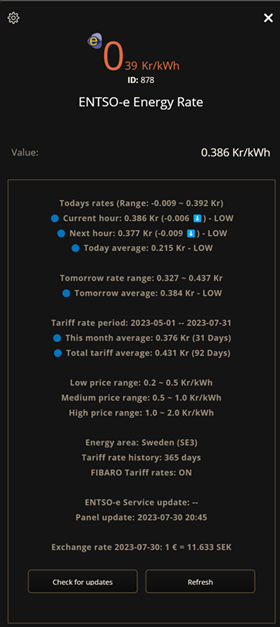 e
0 39 Kr/kWh
ID: 878
ENTSO-e Energy Rate
Value: 0.386 Kr/kWh
Todays rates (Range: -0.009 ~ 0.392 Kr)
Current hour: 0.386 Kr (-0.006 ⬇) - LOW
Next hour: 0.377 Kr (-0.009 ⬇) - LOW
Today average: 0.215 Kr - LOW
Tomorrow rate range: 0.327 ~ 0.437 Kr
Tomorrow average: 0.384 Kr - LOW
Tariff rate period: 2023-05-01 -- 2023-07-31
This month average: 0.376 Kr (31 Days)
Total tariff average: 0.431 Kr (92 Days)
Low price range: 0.2 ~ 0.5 Kr/kWh
Medium price range: 0.5 ~ 1.0 Kr/kWh
High price range: 1.0 ~ 2.0 Kr/kWh
Energy area: Sweden (SE3)
Tariff rate history: 365 days
FIBARO Tariff rates: ON
ENTSO-e Service update: --
Panel update: 2023-07-30 20:45
Exchange rate 2023-07-30: 1 € = 11.633 SEK
Check for updates Refresh